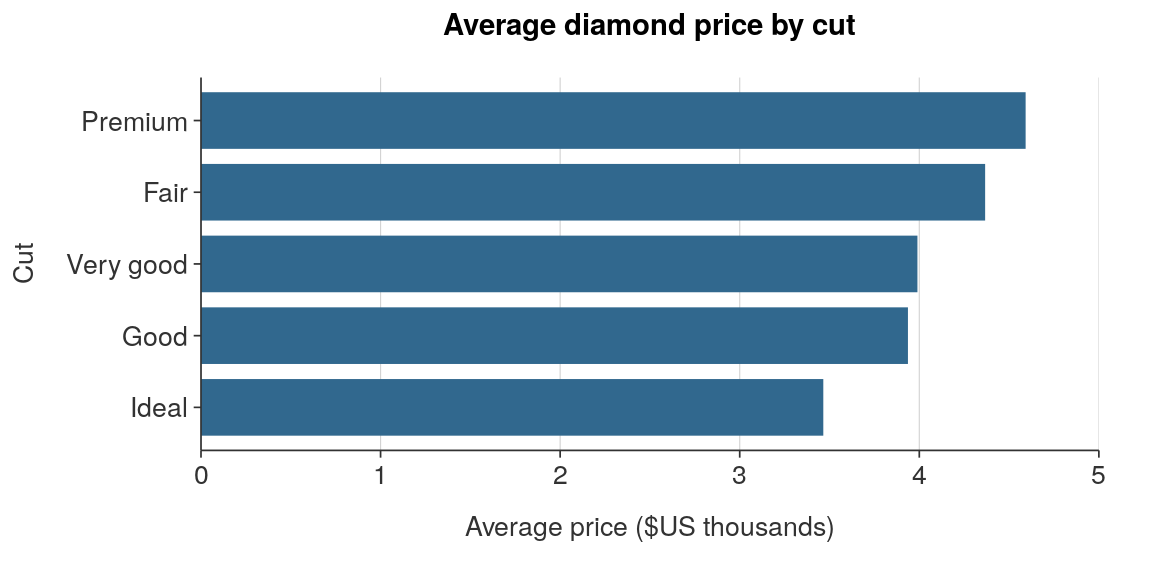 Average diamond price by cut
Cut
Premium
Fair
Very good
Good
Ideal
0 1 2 3 4 5
Average price ($US thousands)